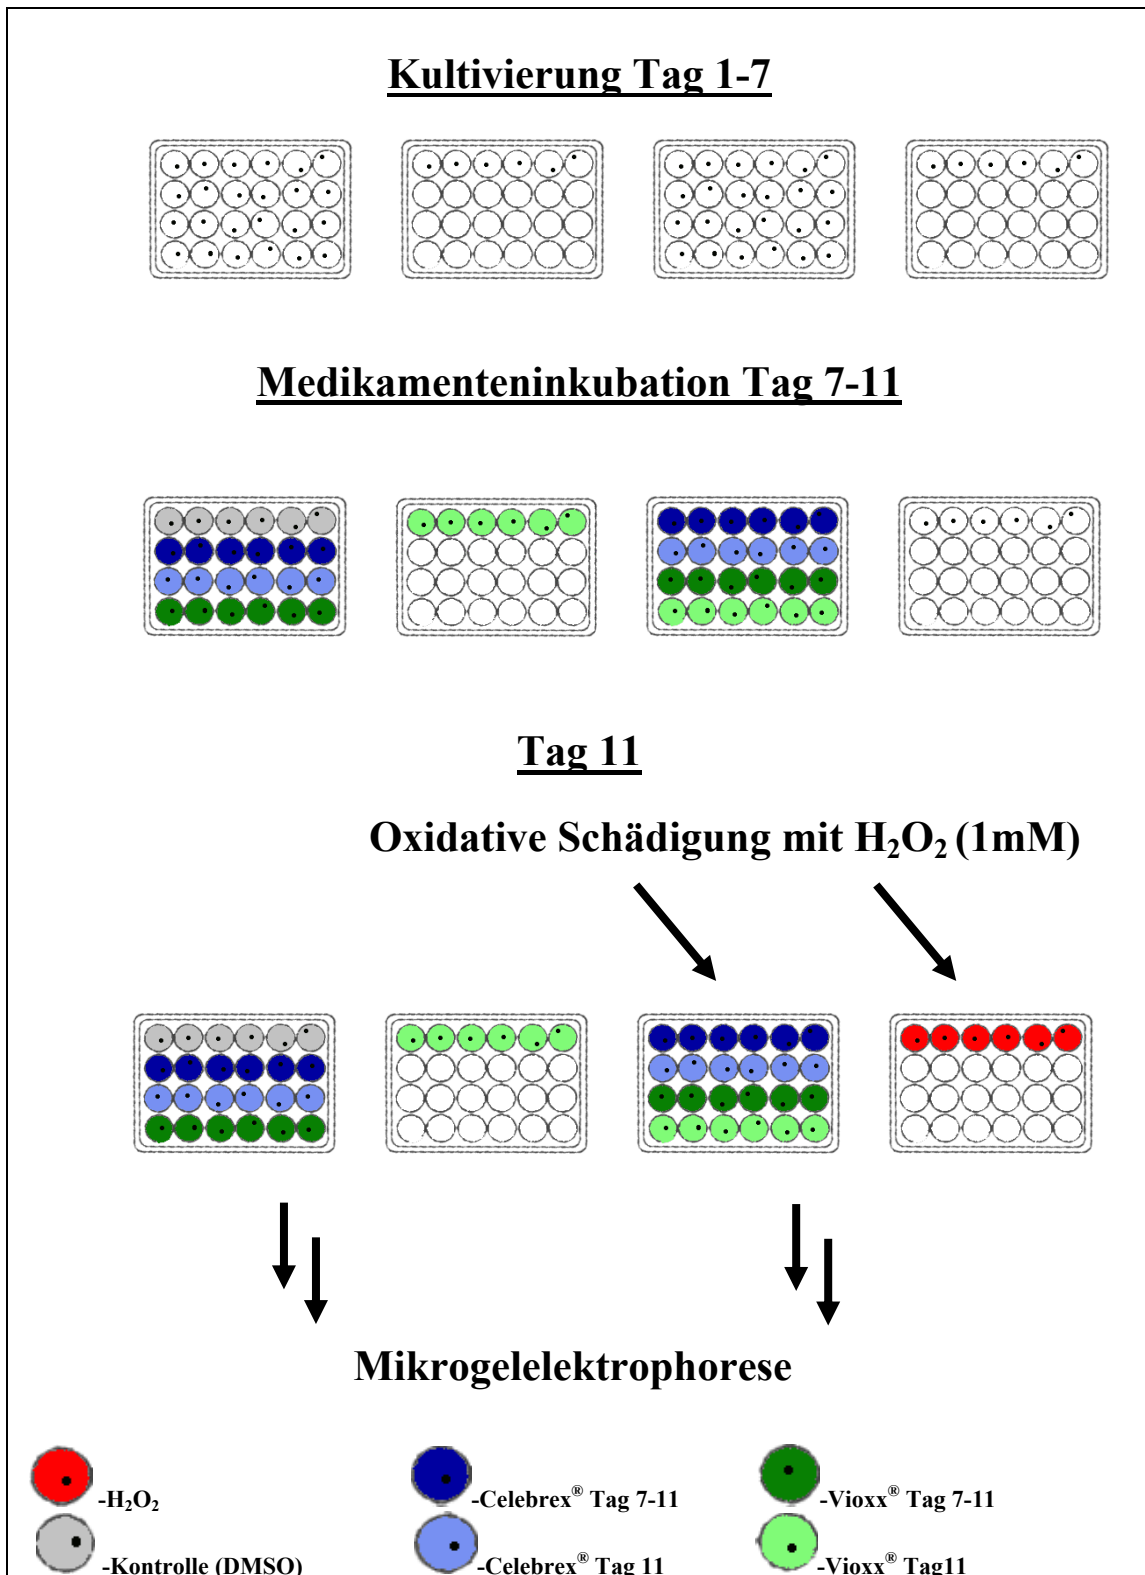 Kultivierung Tag 1-7
Medikamenteninkubation Tag 7-11
Tag 11
Oxidative Schädigung mit H₂O₂ (1mM)
Mikrogelelektrophorese
-H₂O₂ -Celebrex® Tag 7-11 -Vioxx® Tag 7-11
-Kontrolle (DMSO) -Celebrex® Tag 11 -Vioxx® Tag11